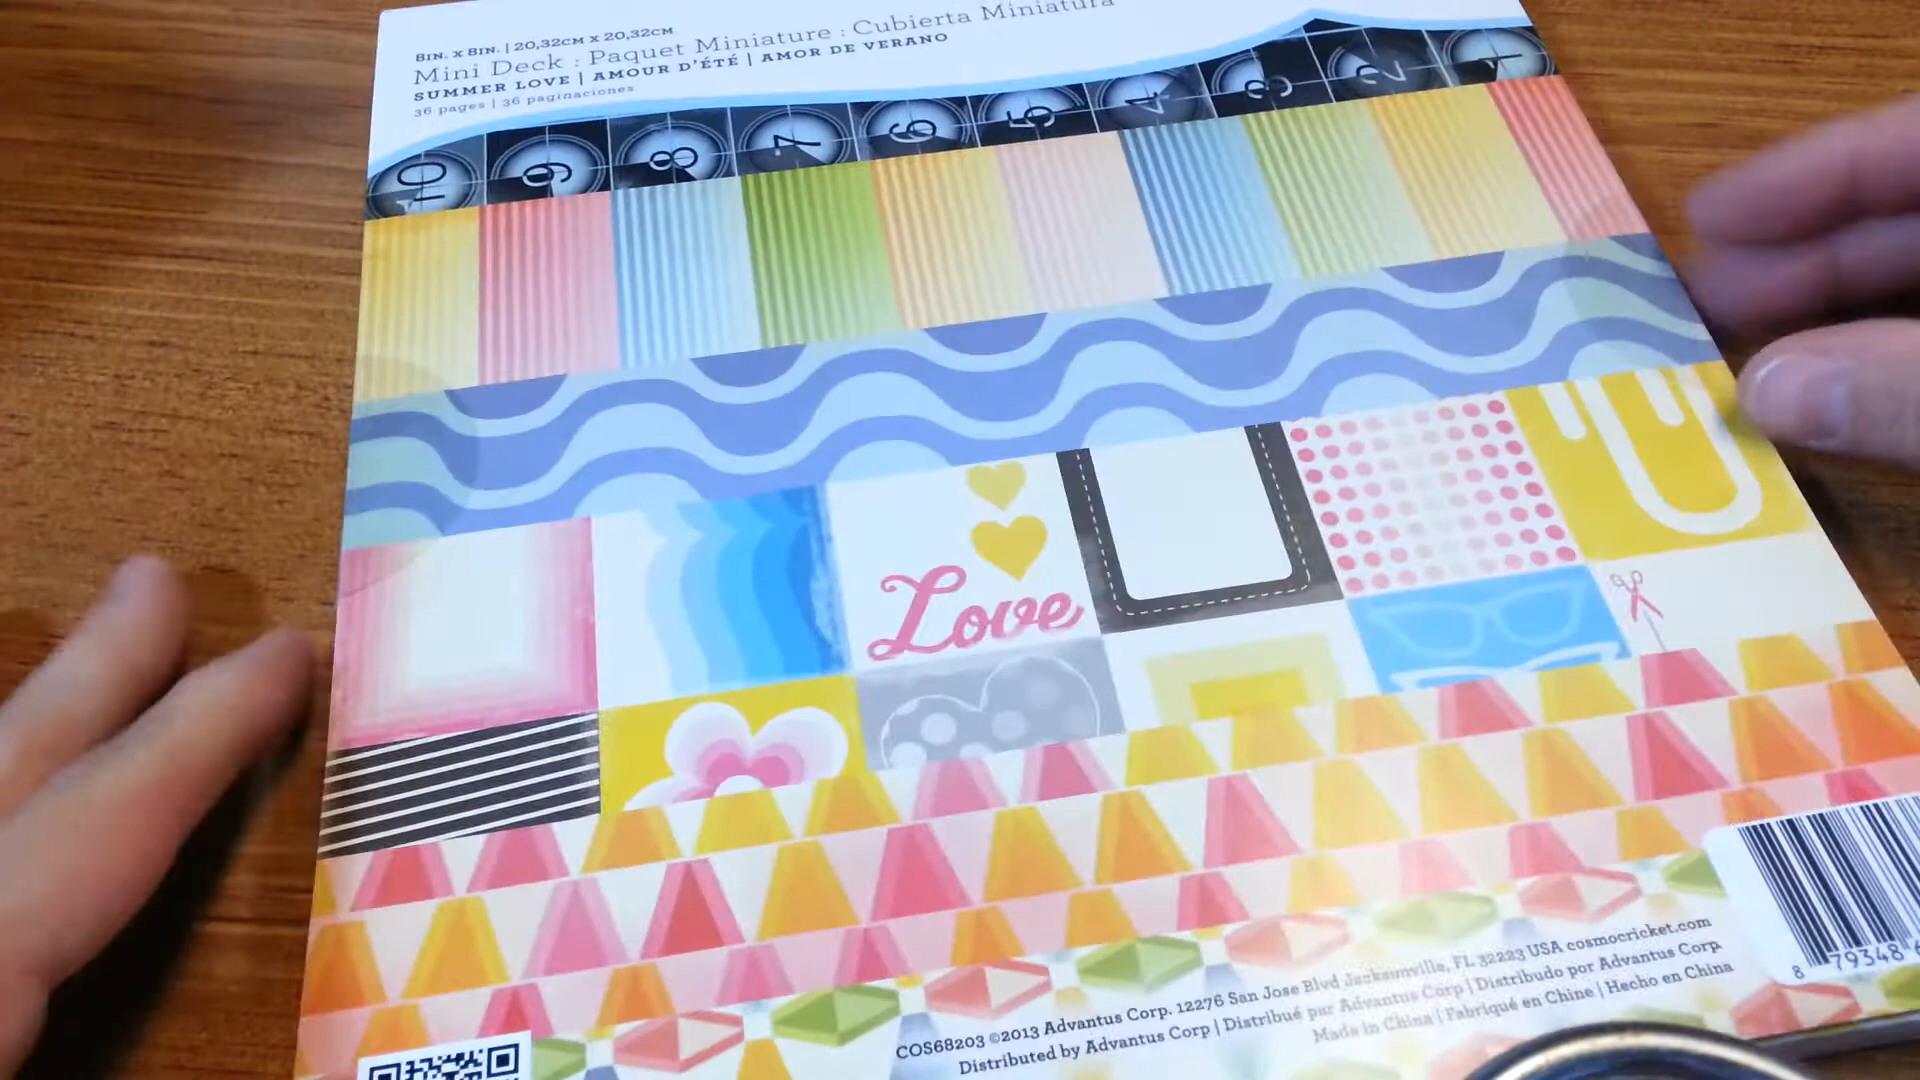 8IN. X 8IN. | 20,32CM X 20,32CM
Mini Deck : Paquet Miniature : Cubierta Miniatura
SUMMER LOVE | AMOUR D'ÉTÉ | AMOR DE VERANO
36 pages | 36 paginaciones
10 9 8 7 6 5 4 3 2 1
Love
COS68203 ©2013 Advantus Corp. 12276 San Jose Blvd Jacksonville, FL 32223 USA cosmocricket.com
Distributed by Advantus Corp | Distribué par Advantus Corp | Distribudo por Advantus Corp.
Made in China | Fabriqué en Chine | Hecho en China
8 79348